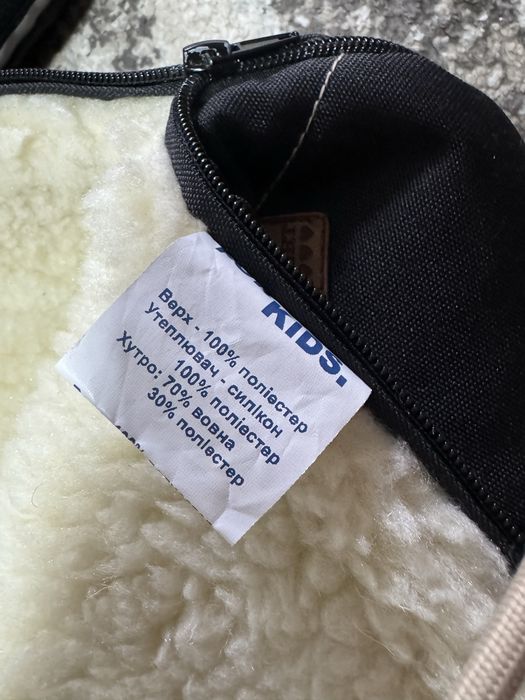 KIDS.
Верх - 100% поліестер
Утеплювач - силікон
100% поліестер
Хутро: 70% вовна
30% поліестер